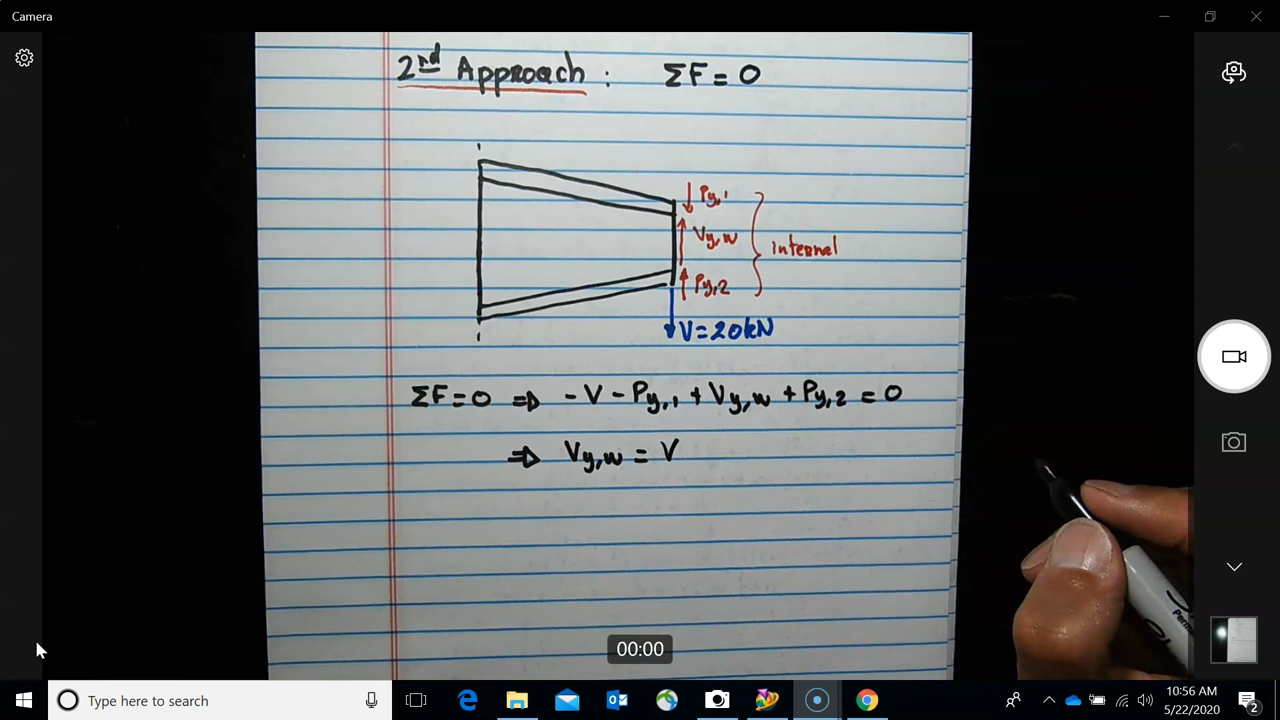 Camera
2nd Approach : ΣF = 0
Py,1
Vy,w
internal
Py,2
V = 20kN
ΣF = 0 ⇒ - V - Py,1 + Vy,w + Py,2 = 0
⇒ Vy,w = V
00:00
Type here to search
10:56 AM
5/22/2020
2